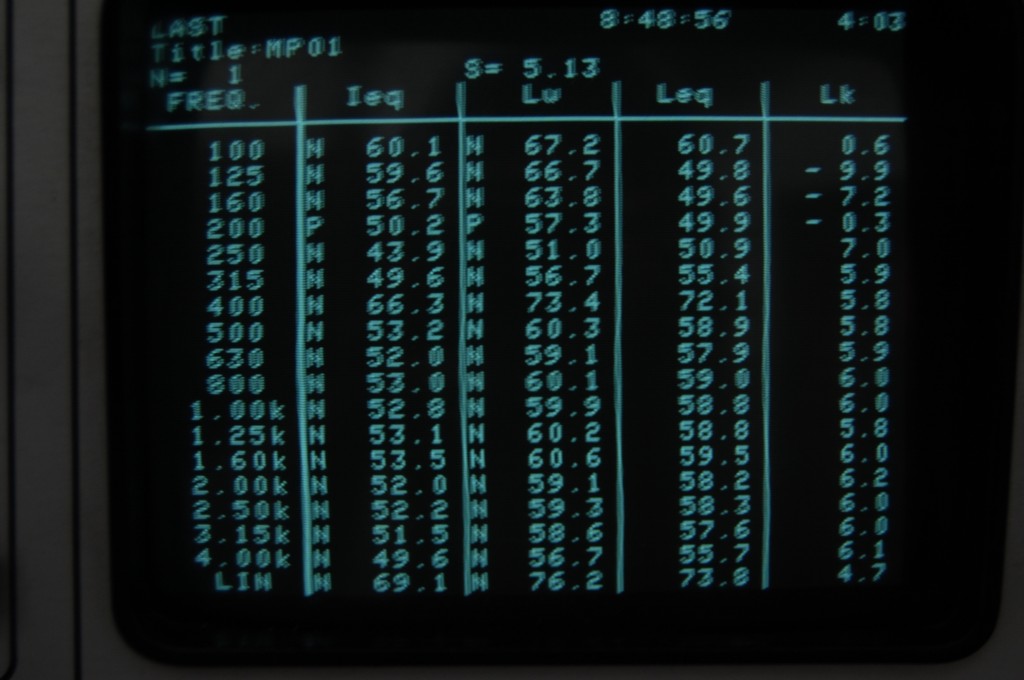 LAST 8:48:56 4:03
Title:MP01
N= 1 S= 5.13
FREQ. Ieq Lw Leq Lk
100 N 60.1 N 67.2 60.7 0.6
125 N 59.6 N 66.7 49.8 - 9.9
160 N 56.7 N 63.8 49.6 - 7.2
200 P 50.2 P 57.3 49.9 - 0.3
250 N 43.9 N 51.0 50.9 7.0
315 N 49.6 N 56.7 55.4 5.9
400 N 66.3 N 73.4 72.1 5.8
500 N 53.2 N 60.3 58.9 5.8
630 N 52.0 N 59.1 57.9 5.9
800 N 53.0 N 60.1 59.0 6.0
1.00k N 52.8 N 59.9 58.8 6.0
1.25k N 53.1 N 60.2 58.8 5.8
1.60k N 53.5 N 60.6 59.5 6.0
2.00k N 52.0 N 59.1 58.2 6.2
2.50k N 52.2 N 59.3 58.3 6.0
3.15k N 51.5 N 58.6 57.6 6.0
4.00k N 49.6 N 56.7 55.7 6.1
LIN N 69.1 N 76.2 73.8 4.7